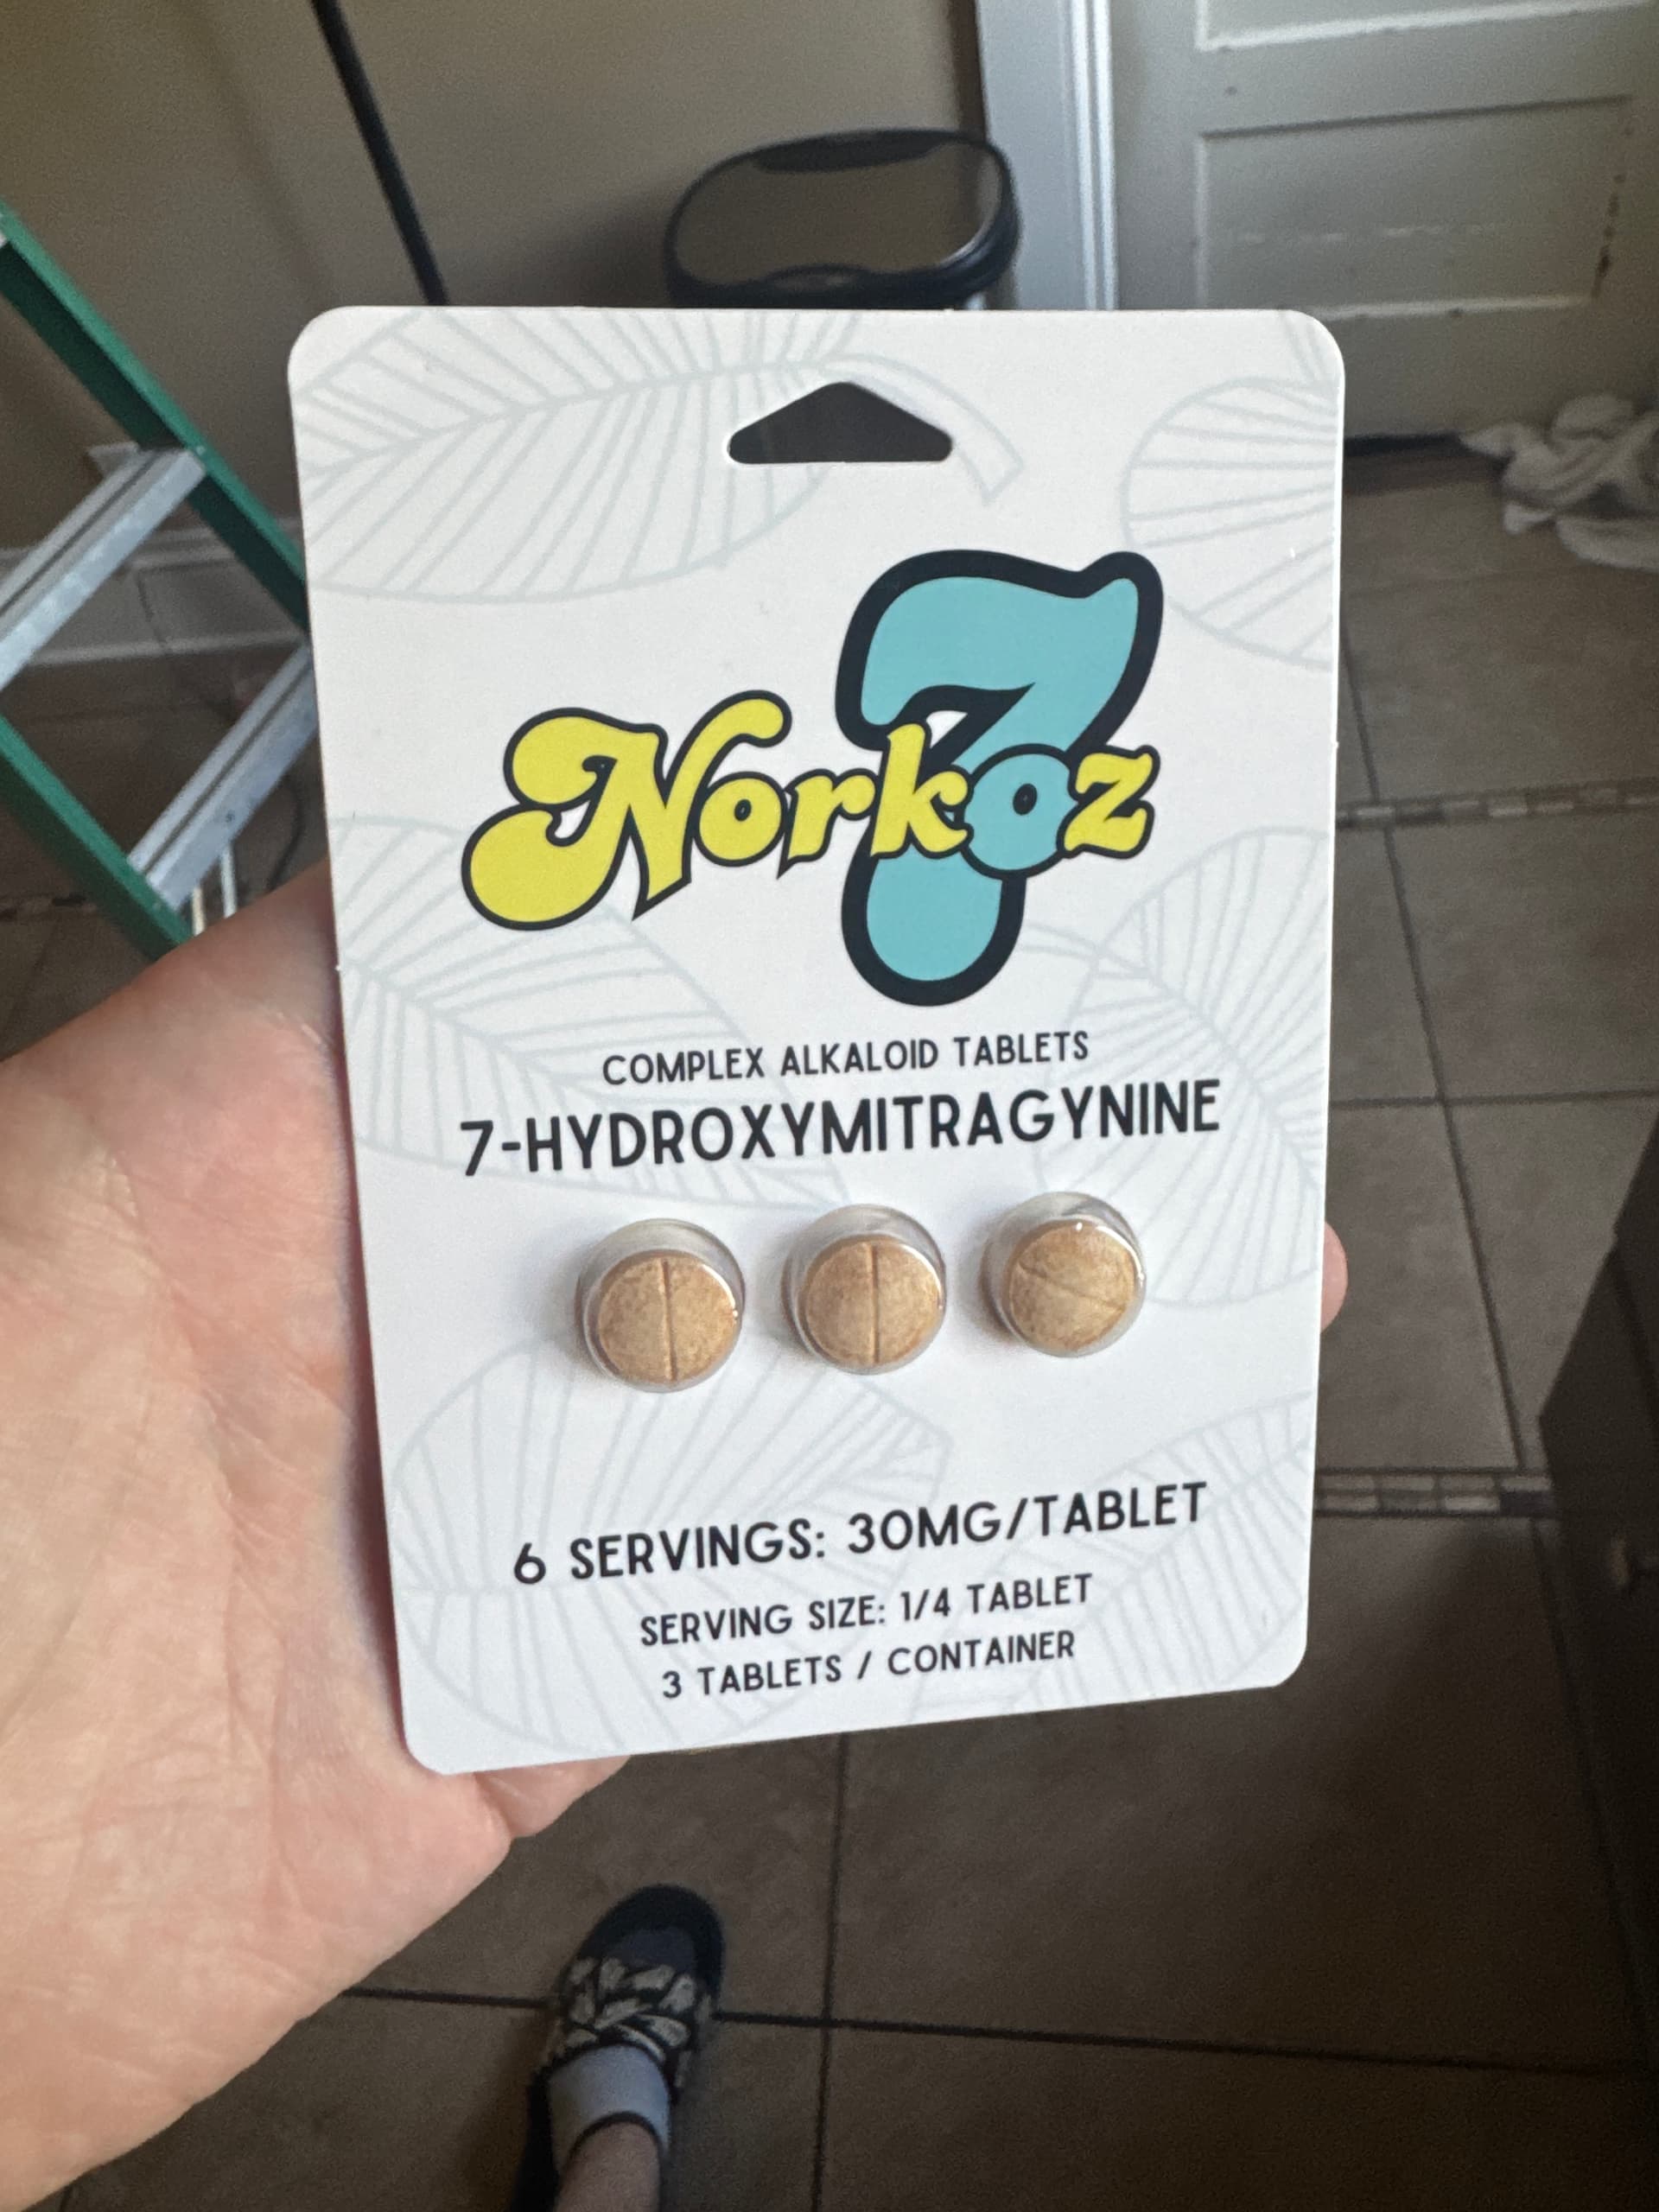 Norkoz
7
COMPLEX ALKALOID TABLETS
7-HYDROXYMITRAGYNINE
6 SERVINGS: 30MG/TABLET
SERVING SIZE: 1/4 TABLET
3 TABLETS / CONTAINER